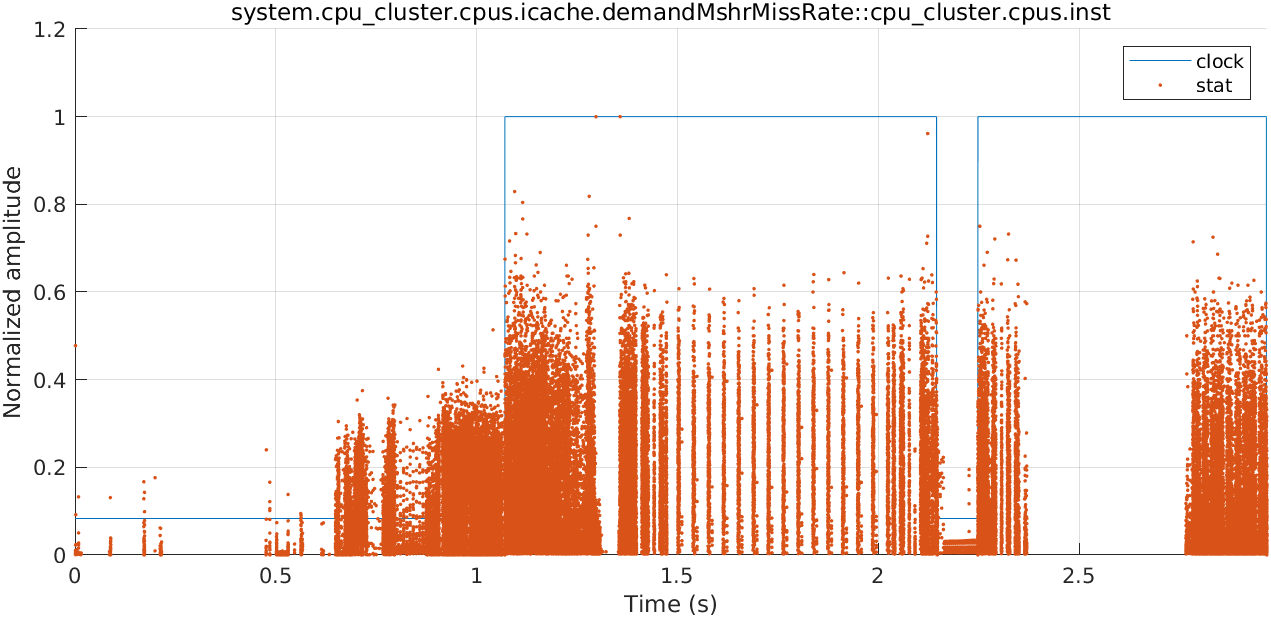 system.cpu_cluster.cpus.icache.demandMshrMissRate::cpu_cluster.cpus.inst
1.2
1
0.8
0.6
0.4
0.2
0
Normalized amplitude
clock
stat
0
0.5
1
1.5
2
2.5
Time (s)